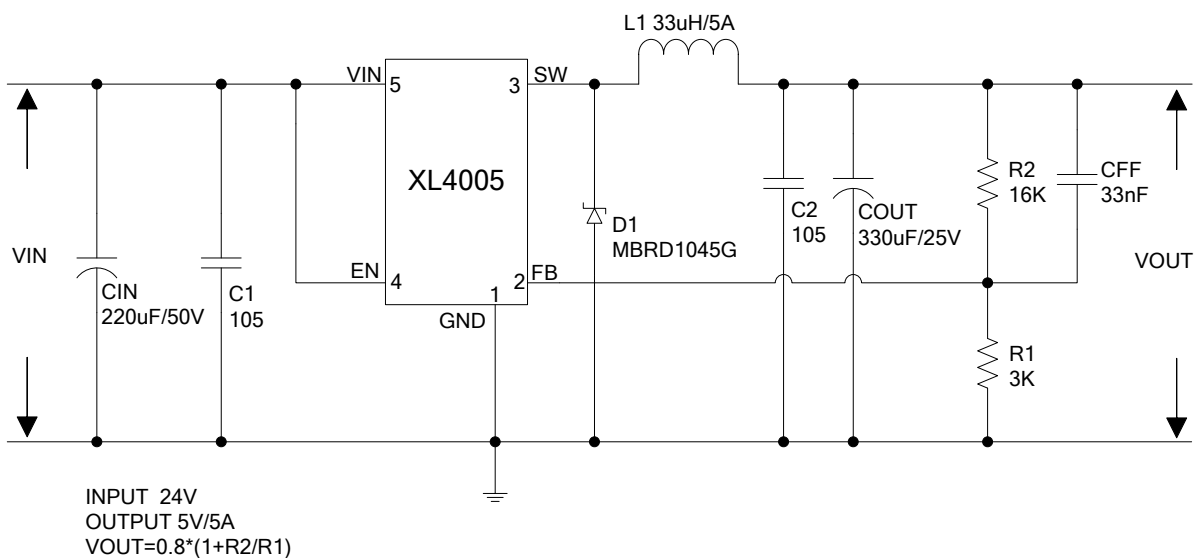 L1 33uH/5A
VIN
5
3
SW
XL4005
EN
4
2
FB
1
GND
VIN
CIN
220uF/50V
C1
105
D1
MBRD1045G
C2
105
COUT
330uF/25V
R2
16K
CFF
33nF
VOUT
R1
3K
INPUT 24V
OUTPUT 5V/5A
VOUT=0.8*(1+R2/R1)